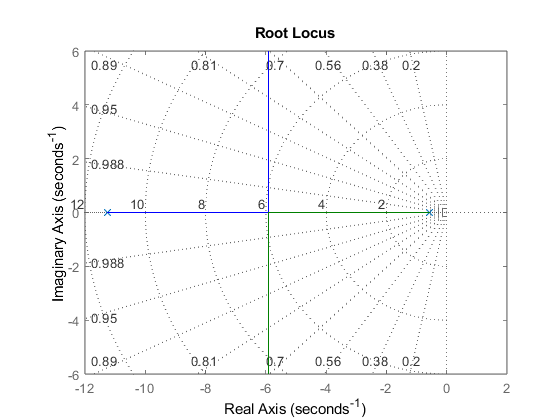 Root Locus
6
0.89 0.81 0.7 0.56 0.38 0.2
4
0.95
2
0.988
12 10 8 6 4 2
0
-2
0.988
-4
0.95
0.89 0.81 0.7 0.56 0.38 0.2
-6
-12 -10 -8 -6 -4 -2 0 2
Real Axis (seconds⁻¹)
Imaginary Axis (seconds⁻¹)